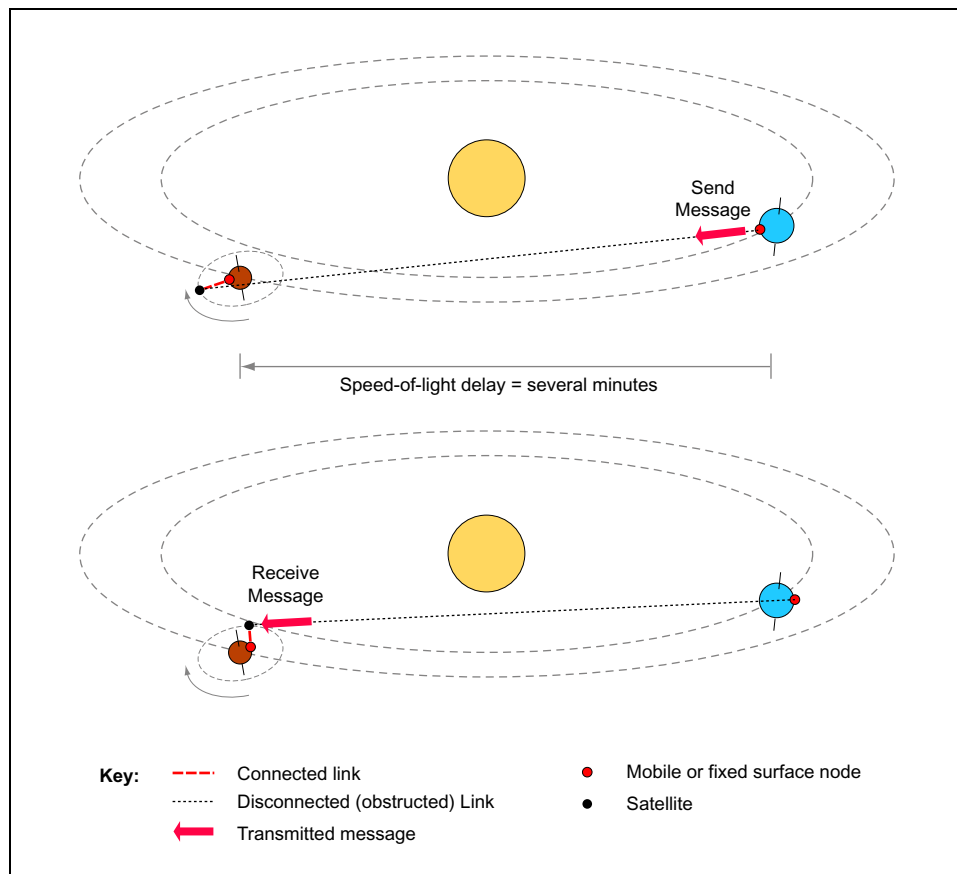 Send
Message
Speed-of-light delay = several minutes
Receive
Message
Key:
Connected link
Disconnected (obstructed) Link
Transmitted message
Mobile or fixed surface node
Satellite